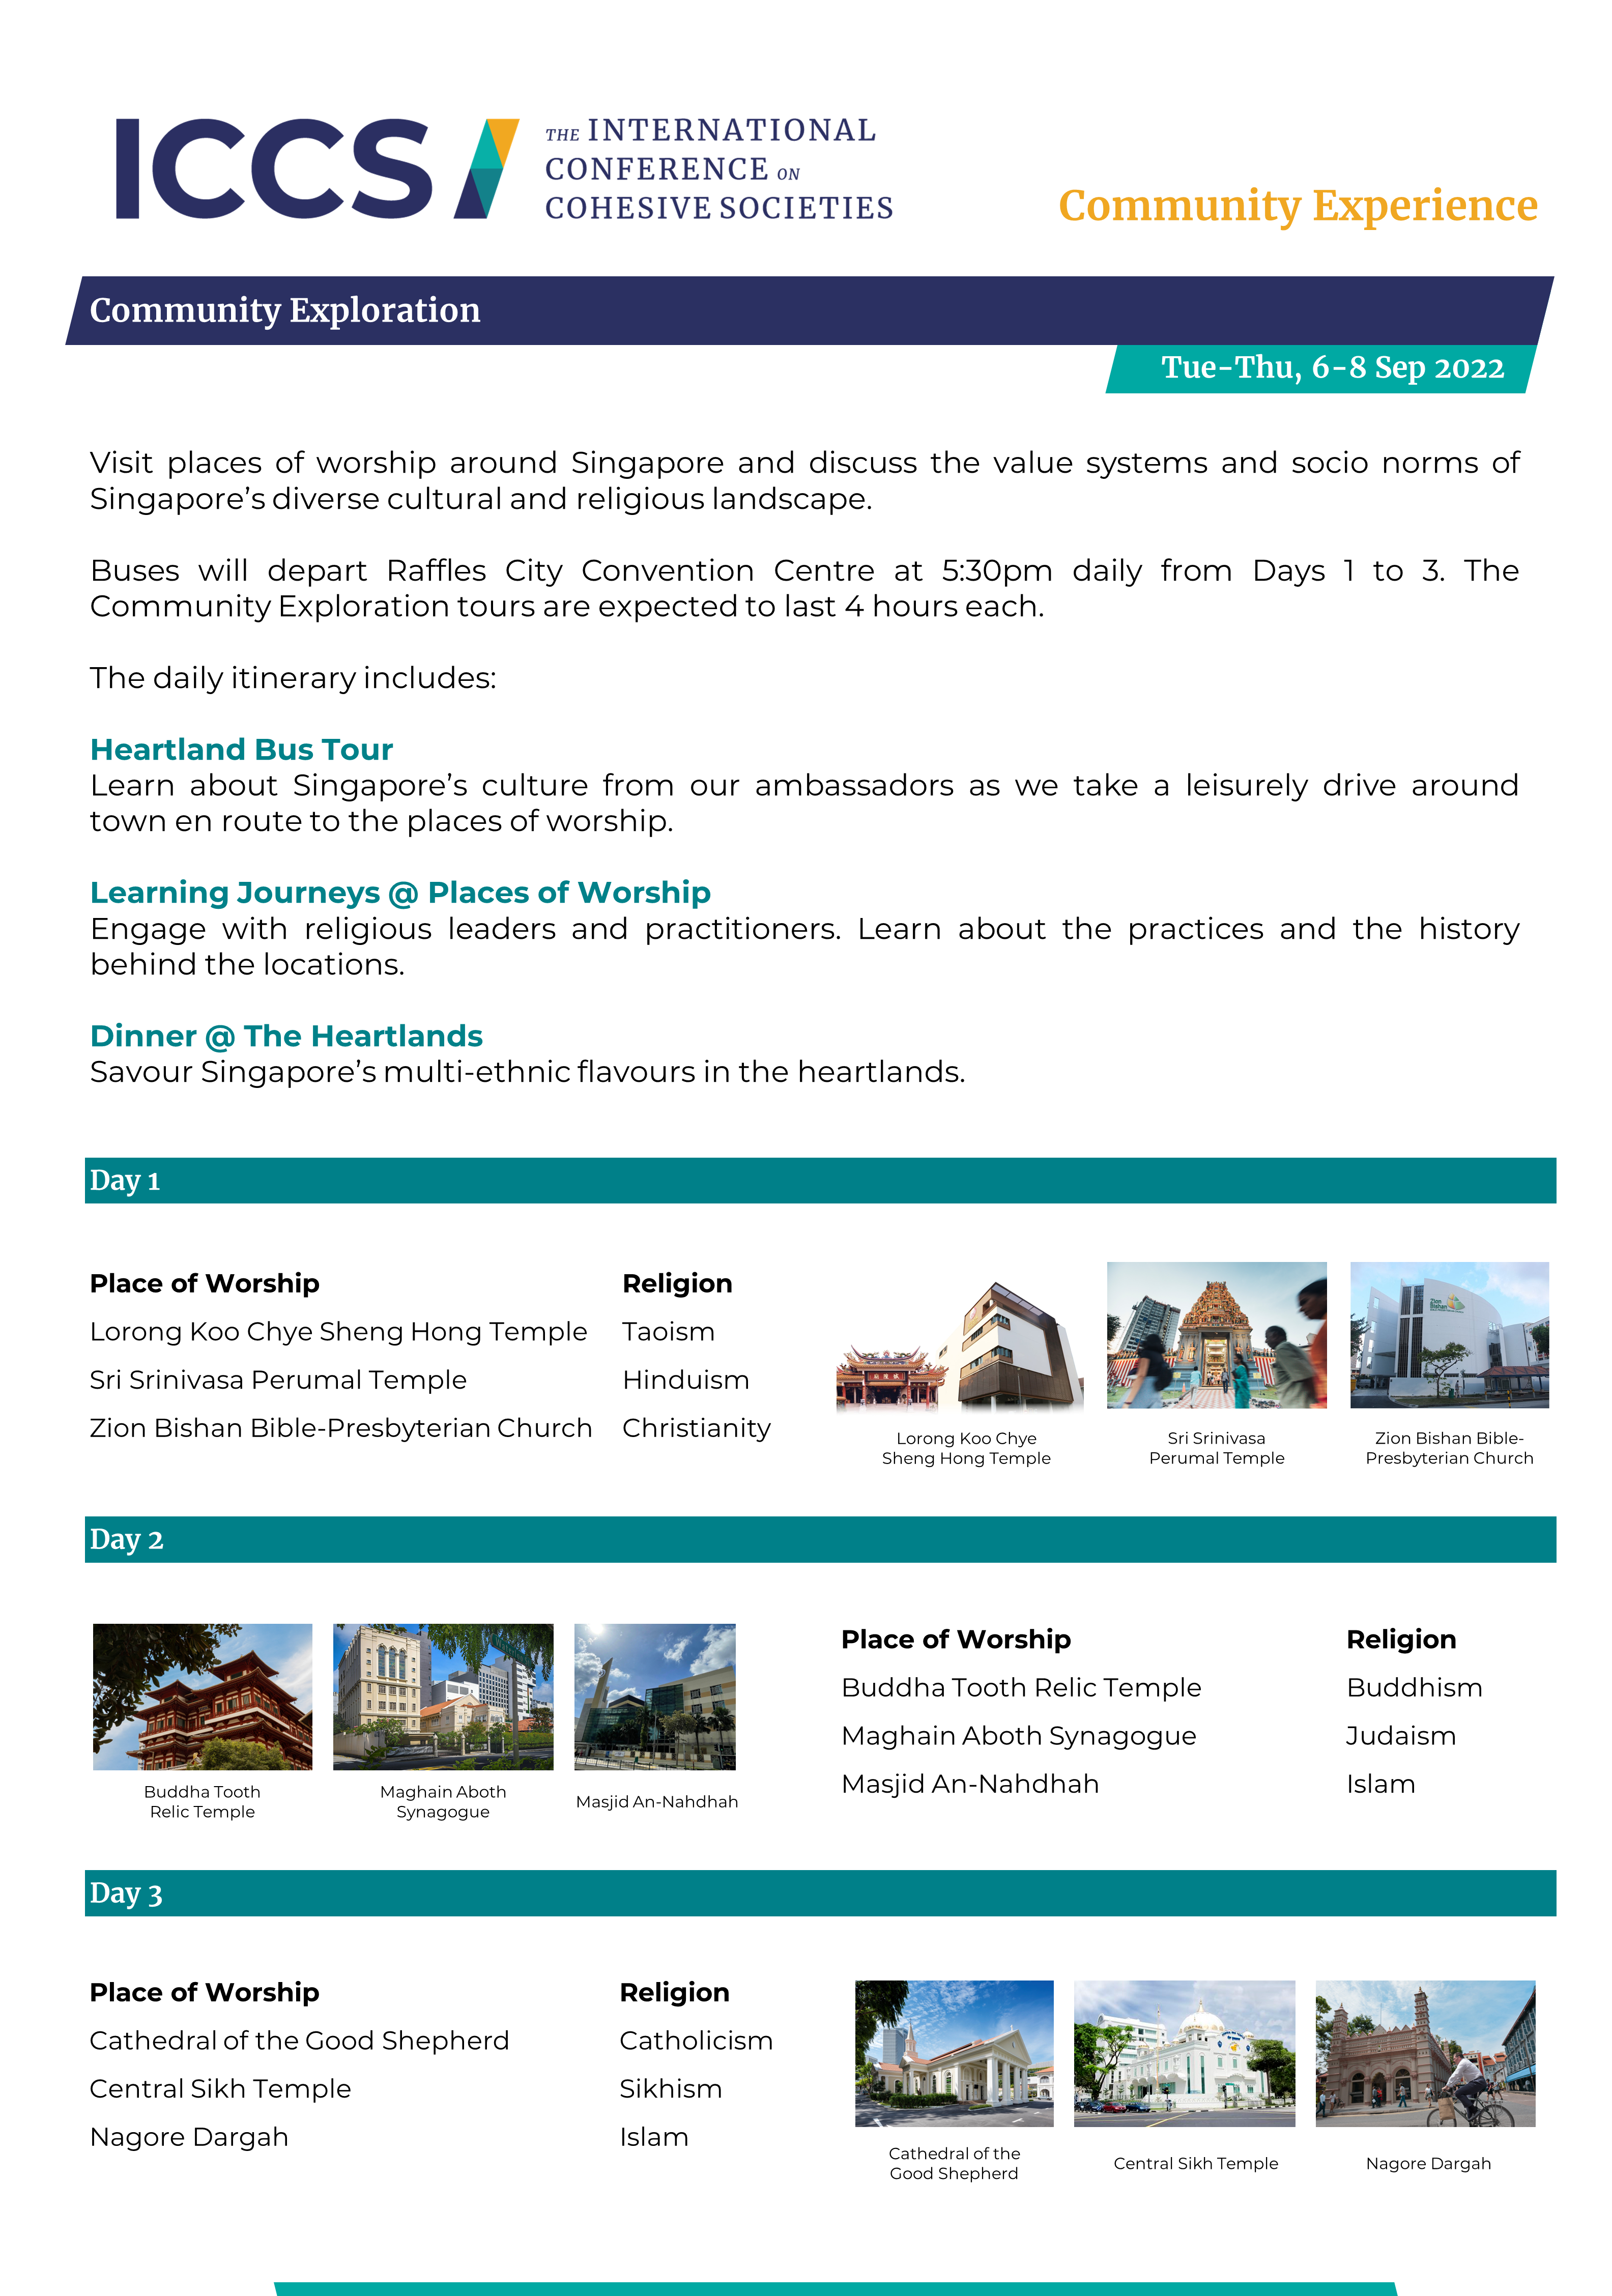 ICCS
THE INTERNATIONAL
CONFERENCE ON
COHESIVE SOCIETIES
Community Experience
Community Exploration
Tue-Thu, 6-8 Sep 2022
Visit places of worship around Singapore and discuss the value systems and socio norms of
Singapore’s diverse cultural and religious landscape.
Buses will depart Raffles City Convention Centre at 5:30pm daily from Days 1 to 3. The
Community Exploration tours are expected to last 4 hours each.
The daily itinerary includes:
Heartland Bus Tour
Learn about Singapore’s culture from our ambassadors as we take a leisurely drive around
town en route to the places of worship.
Learning Journeys @ Places of Worship
Engage with religious leaders and practitioners. Learn about the practices and the history
behind the locations.
Dinner @ The Heartlands
Savour Singapore’s multi-ethnic flavours in the heartlands.
Day 1
Place of Worship Religion
Lorong Koo Chye Sheng Hong Temple Taoism
Sri Srinivasa Perumal Temple Hinduism
Zion Bishan Bible-Presbyterian Church Christianity
Zion
Bishan
Lorong Koo Chye
Sheng Hong Temple
Sri Srinivasa
Perumal Temple
Zion Bishan Bible-
Presbyterian Church
Day 2
Buddha Tooth
Relic Temple
Maghain Aboth
Synagogue
Masjid An-Nahdhah
Place of Worship Religion
Buddha Tooth Relic Temple Buddhism
Maghain Aboth Synagogue Judaism
Masjid An-Nahdhah Islam
Day 3
Place of Worship Religion
Cathedral of the Good Shepherd Catholicism
Central Sikh Temple Sikhism
Nagore Dargah Islam
Cathedral of the
Good Shepherd
Central Sikh Temple
Nagore Dargah